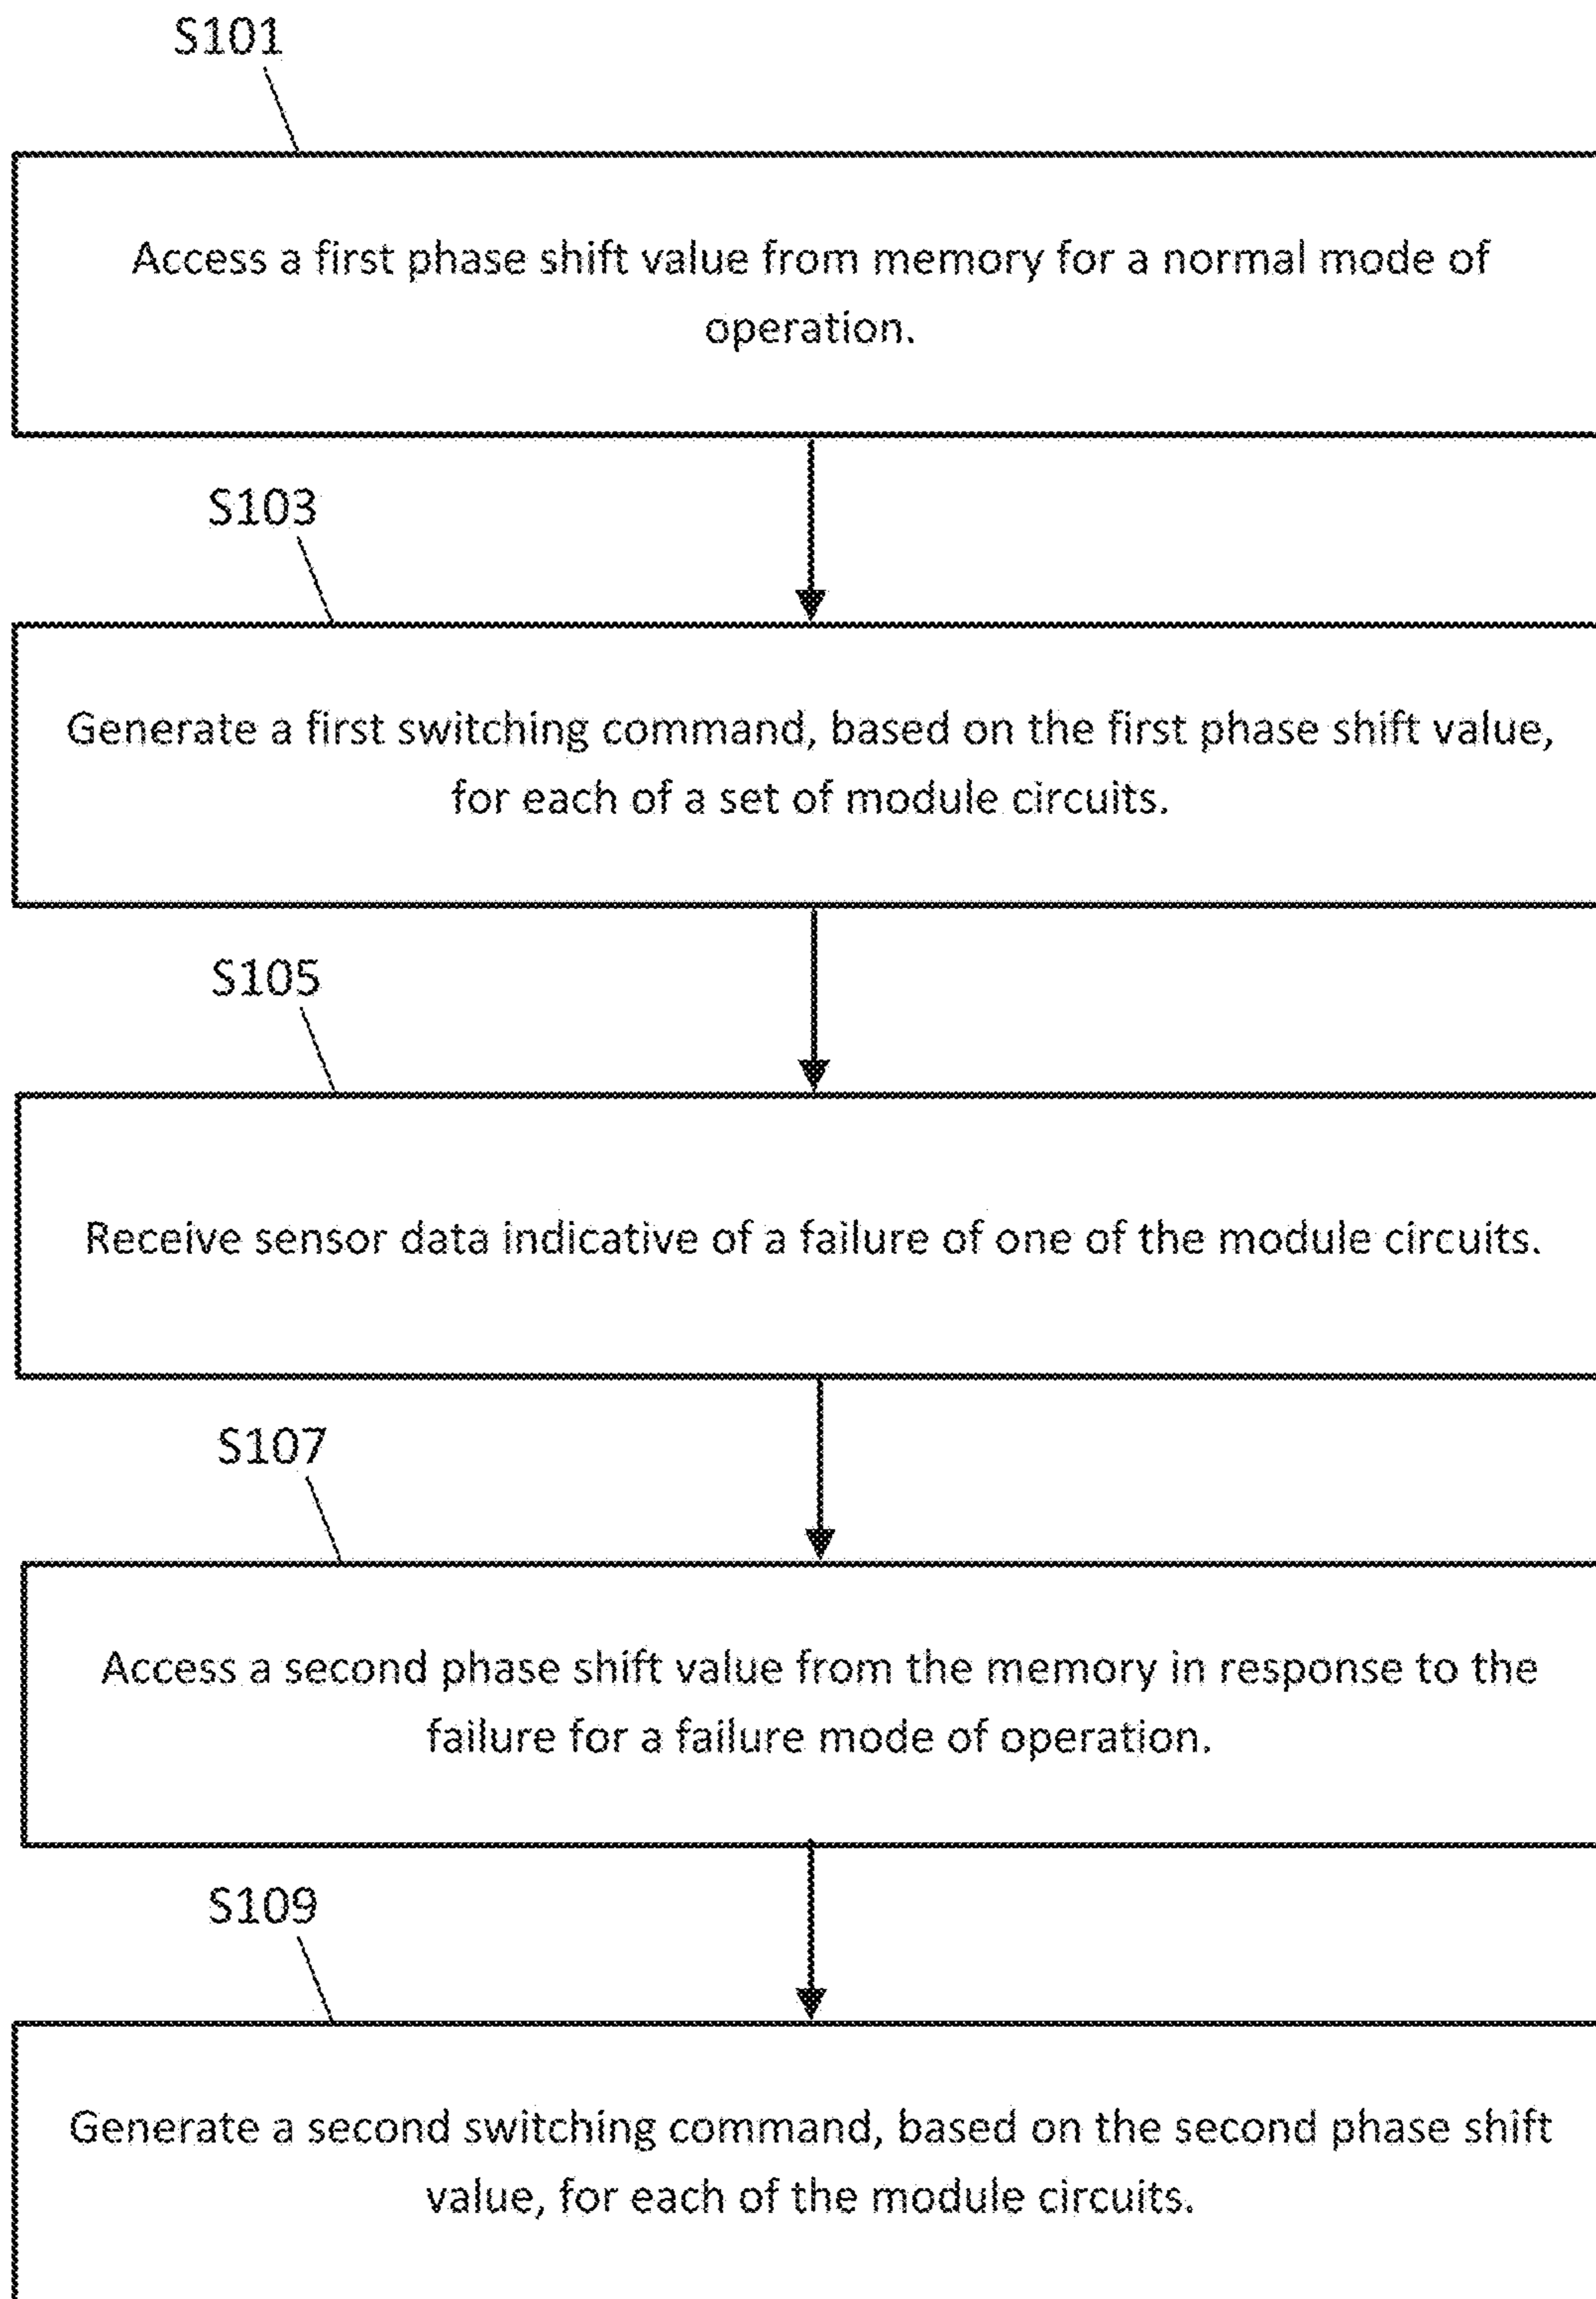 S101
Access a first phase shift value from memory for a normal mode of
operation.
S103
Generate a first switching command, based on the first phase shift value,
for each of a set of module circuits.
S105
Receive sensor data indicative of a failure of one of the module circuits.
S107
Access a second phase shift value from the memory in response to the
failure for a failure mode of operation.
S109
Generate a second switching command, based on the second phase shift
value, for each of the module circuits.